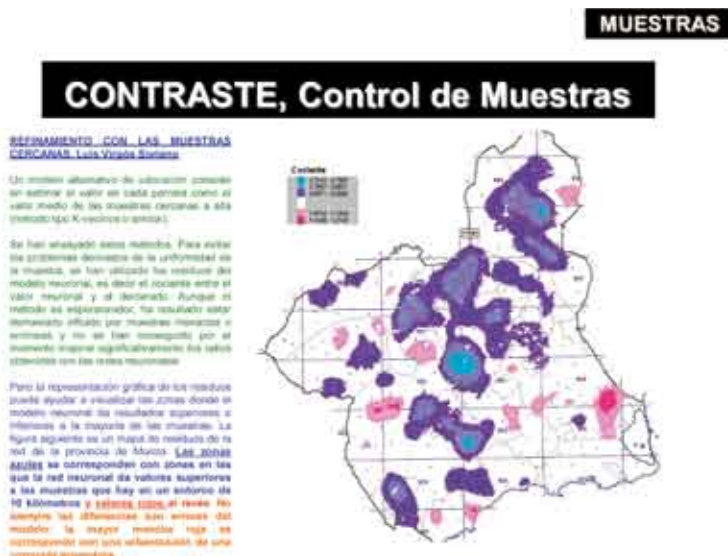 MUESTRAS
CONTRASTE, Control de Muestras
REFINAMIENTO CON LAS MUESTRAS
CERCANAS. Luis Virgós Soriano
Un modelo alternativo de valoración consiste
en estimar el valor en cada parcela como el
valor medio de las muestras cercanas a ella
(método tipo K-vecinos o similar).
Se han ensayado estos métodos. Para evitar
los problemas derivados de la uniformidad de
la muestra, se han utilizado los residuos del
modelo neuronal, es decir el cociente entre el
valor neuronal y el declarado. Aunque el
método es esperanzador, ha resultado estar
demasiado influido por muestras inexactas o
erróneas y no se han conseguido por el
momento mejorar significativamente los ratios
obtenidos con las redes neuronales.
Pero la representación gráfica de los residuos
puede ayudar a visualizar las zonas donde el
modelo neuronal da resultados superiores o
inferiores a la mayoría de las muestras. La
figura siguiente es un mapa de residuos de la
red de la provincia de Murcia. Las zonas
azules se corresponden con zonas en las
que la red neuronal da valores superiores
a las muestras que hay en un entorno de
10 kilómetros y valores rojos al revés. No
siempre las diferencias son errores del
modelo: la mayor mancha roja se
corresponde con una urbanización de una
Cociente